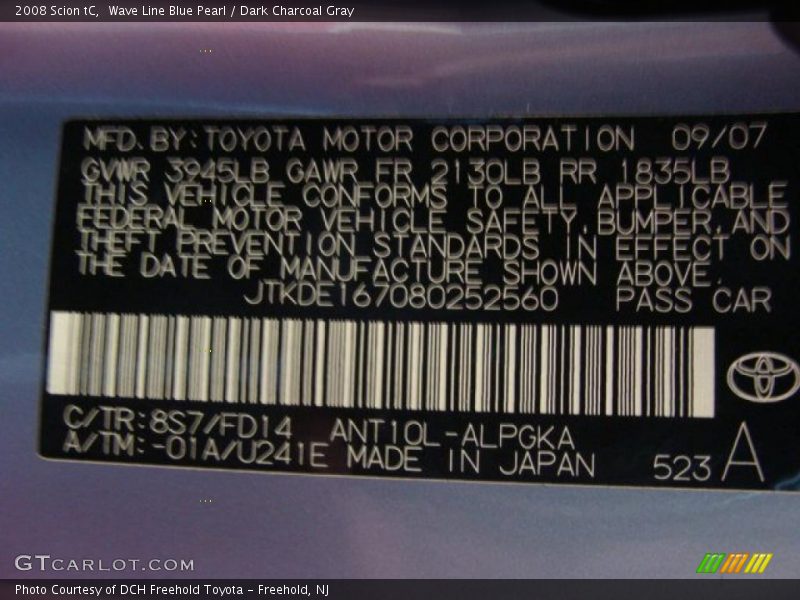 2008 Scion tC,  Wave Line Blue Pearl / Dark Charcoal Gray
MFD.BY:TOYOTA MOTOR CORPORATION 09/07
GVWR 3945LB GAWR FR 2130LB RR 1835LB
THIS VEHICLE CONFORMS TO ALL APPLICABLE
FEDERAL MOTOR VEHICLE SAFETY,BUMPER,AND
THEFT PREVENTION STANDARDS IN EFFECT ON
THE DATE OF MANUFACTURE SHOWN ABOVE.
JTKDE167080252560 PASS CAR
C/TR:8S7/FD14 ANT10L-ALPGKA
A/TM:-01A/U241E MADE IN JAPAN 523 A
GTCARLOT.COM
Photo Courtesy of DCH Freehold Toyota - Freehold, NJ